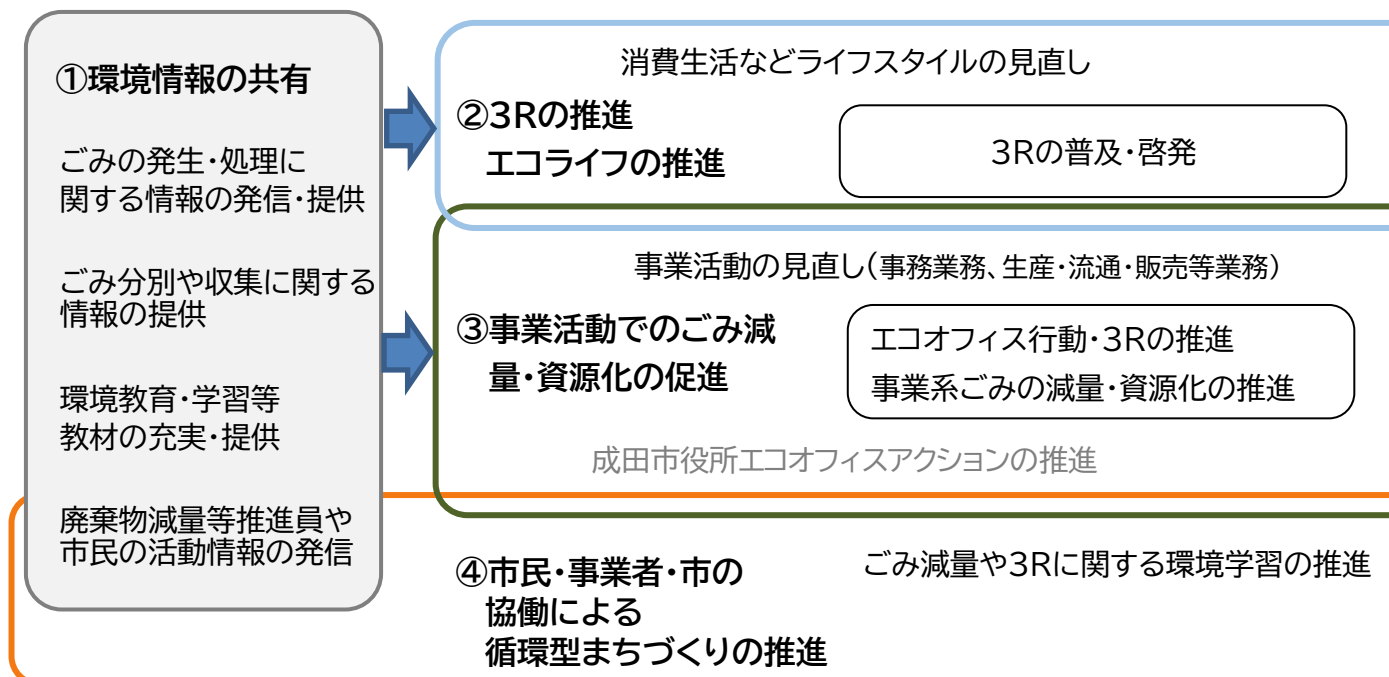 ①環境情報の共有
ごみの発生・処理に
関する情報の発信・提供
ごみ分別や収集に関する
情報の提供
環境教育・学習等
教材の充実・提供
廃棄物減量等推進員や
市民の活動情報の発信
消費生活などライフスタイルの見直し
②3Rの推進
エコライフの推進
3Rの普及・啓発
事業活動の見直し(事務業務、生産・流通・販売等業務)
③事業活動でのごみ減
量・資源化の促進
エコオフィス行動・3Rの推進
事業系ごみの減量・資源化の推進
成田市役所エコオフィスアクションの推進
④市民・事業者・市の
協働による
循環型まちづくりの推進
ごみ減量や3Rに関する環境学習の推進